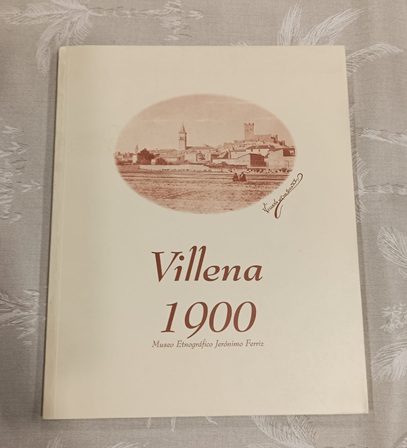 Villena
1900
Museo Etnográfico Jerónimo Ferriz